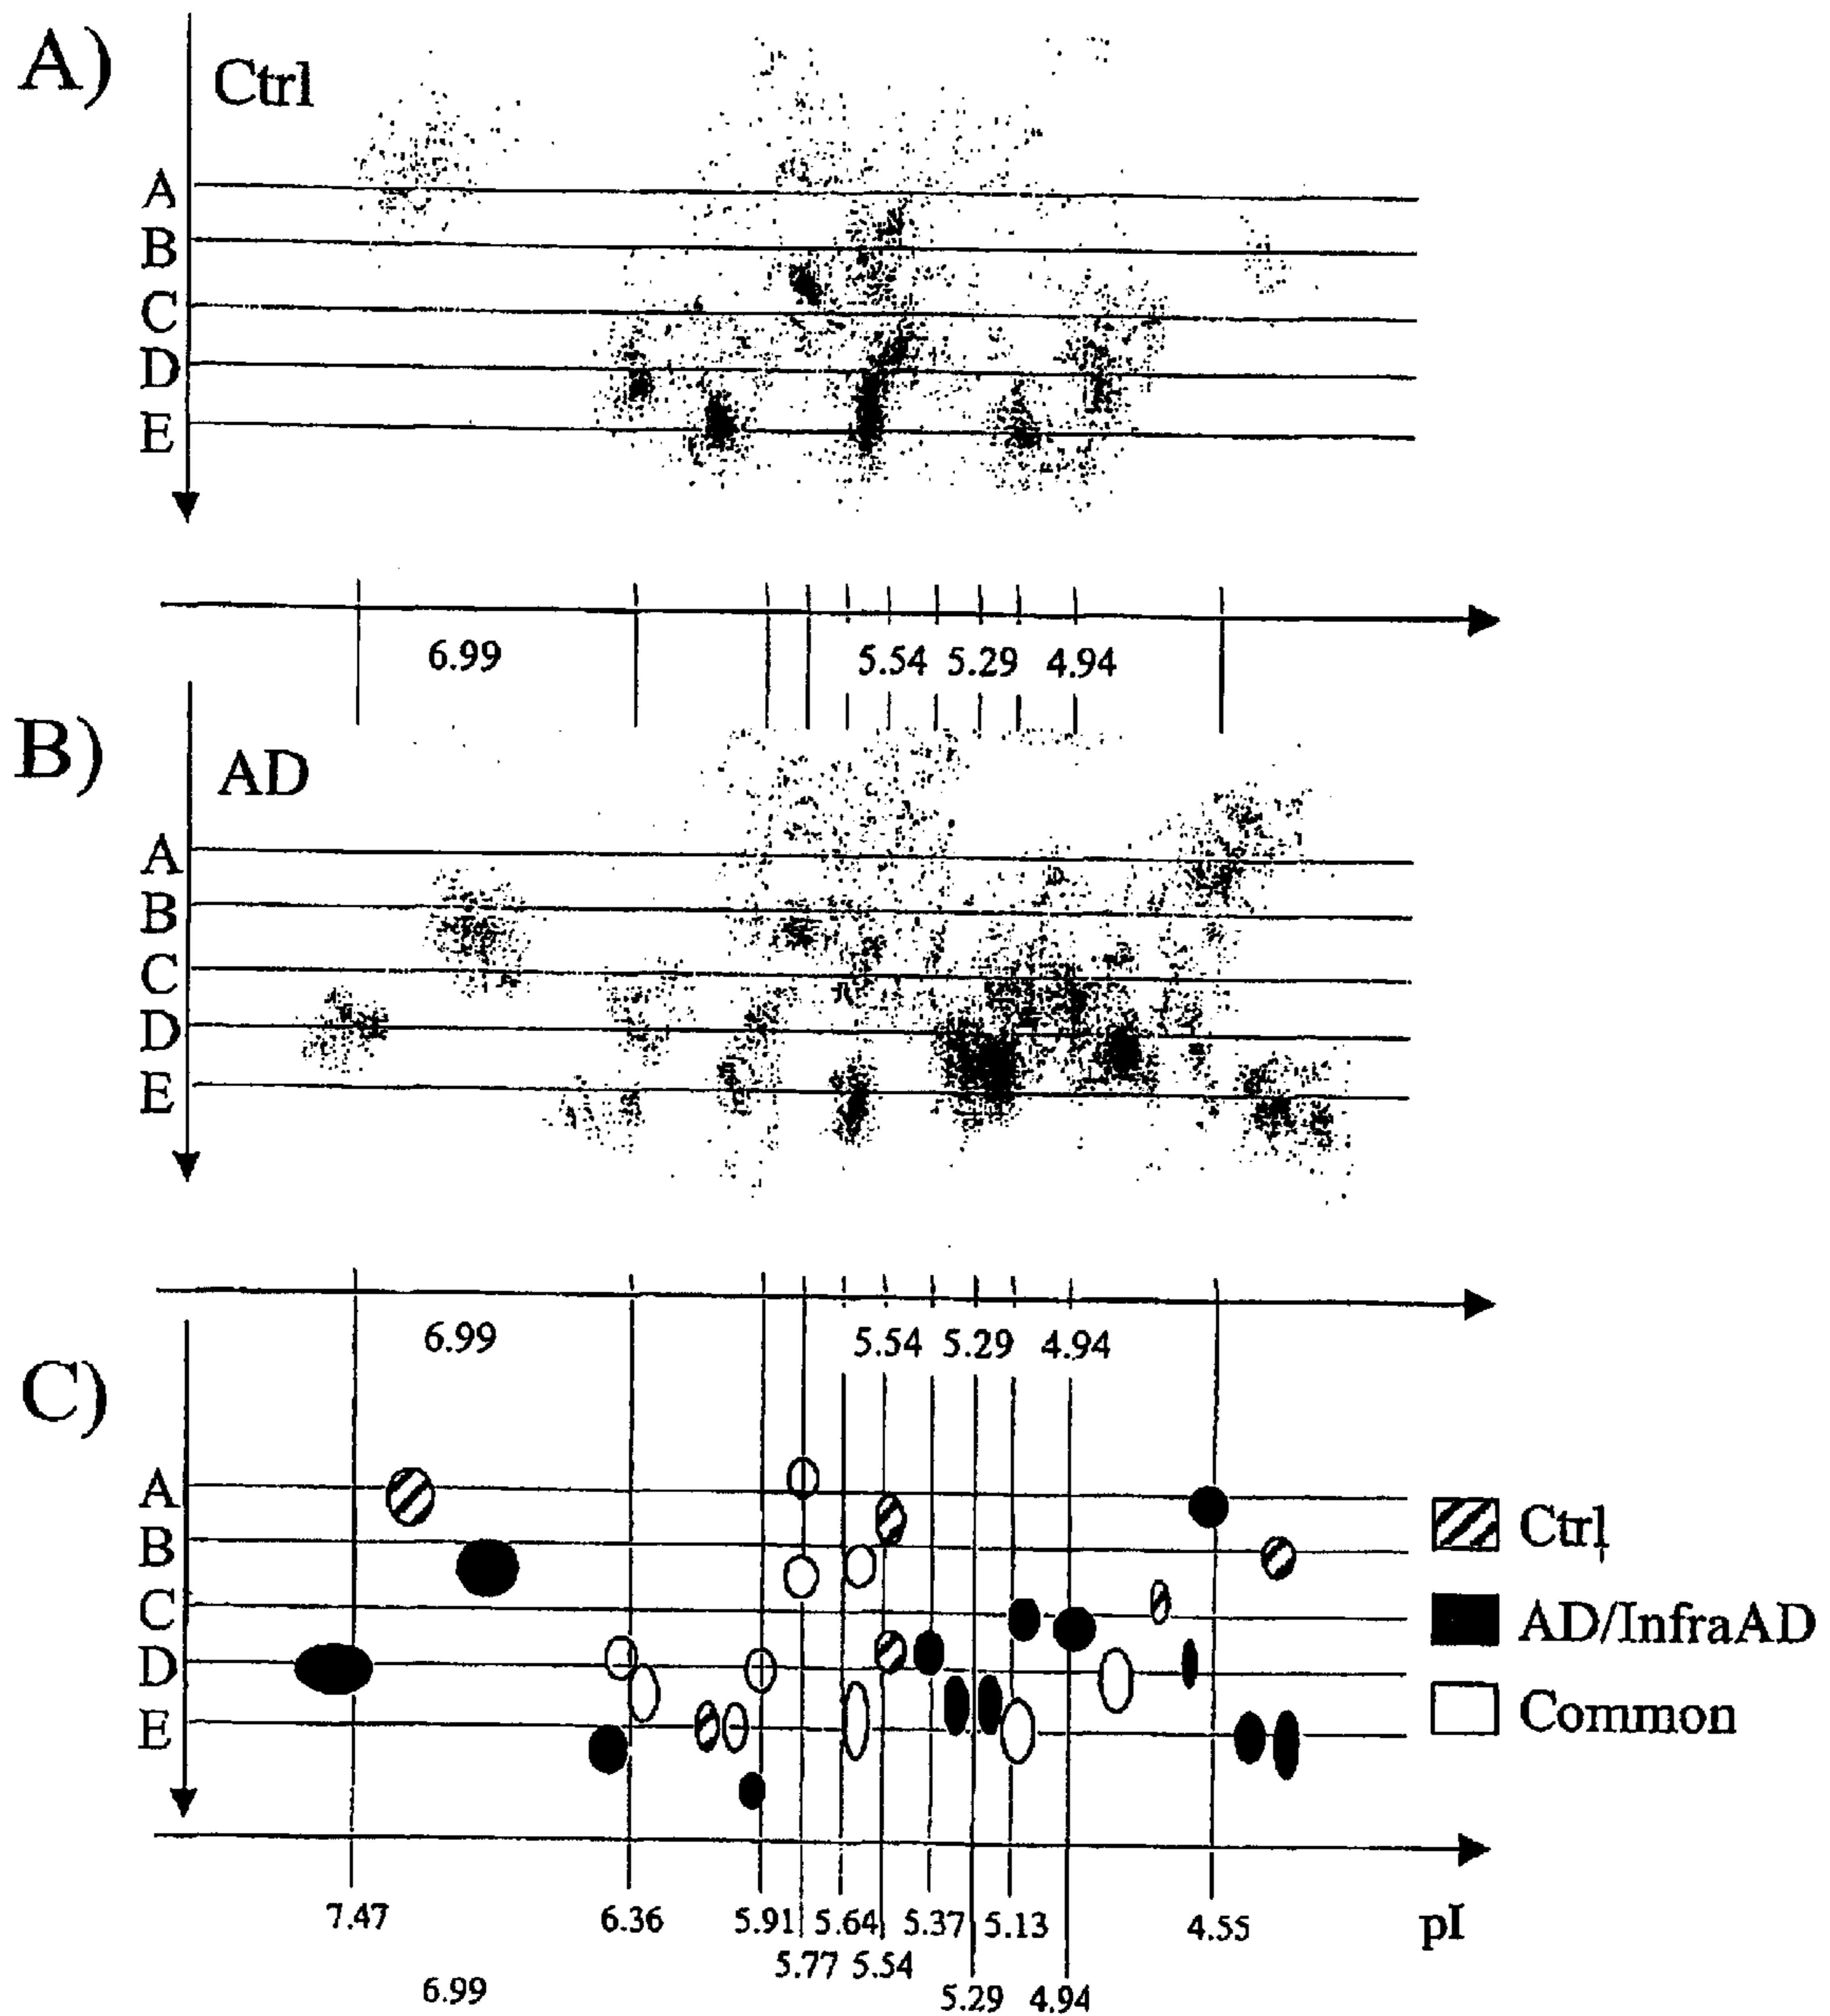 A)
Ctrl
A
B
C
D
E
6.99 5.54 5.29 4.94
B)
AD
A
B
C
D
E
6.99 5.54 5.29 4.94
C)
A
B
C
D
E
Ctrl
AD/InfraAD
Common
7.47 6.36 5.91 5.64 5.37 5.13 4.55 pI
5.77 5.54
6.99 5.29 4.94